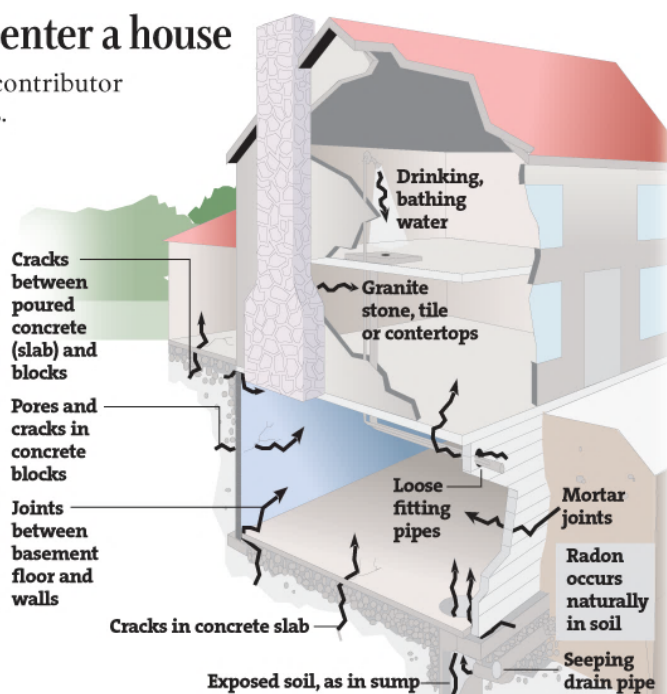 enter a house
contributor
.
Drinking,
bathing
water
Cracks
between
poured
concrete
(slab) and
blocks
Granite
stone, tile
or contertops
Pores and
cracks in
concrete
blocks
Loose
fitting
pipes
Mortar
joints
Joints
between
basement
floor and
walls
Radon
occurs
naturally
in soil
Cracks in concrete slab
Exposed soil, as in sump
Seeping
drain pipe